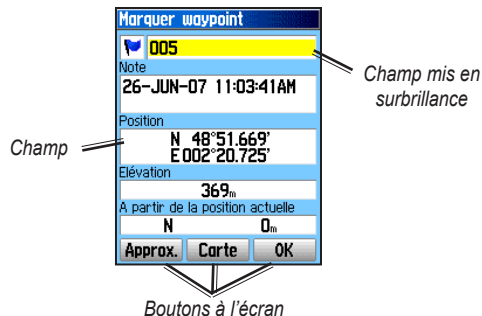 Marquer waypoint
005
Champ mis en
surbrillance
Note
26-JUN-07 11:03:41AM
Position
Champ
N 48°51.669'
E 002°20.725'
Elévation
369m
A partir de la position actuelle
N 0m
Approx. Carte OK
Boutons à l'écran